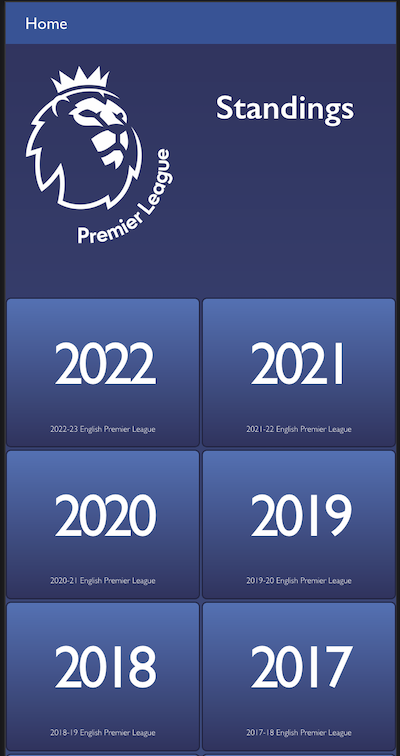 Home
Premier League
Standings
2022
2022-23 English Premier League
2021
2021-22 English Premier League
2020
2020-21 English Premier League
2019
2019-20 English Premier League
2018
2018-19 English Premier League
2017
2017-18 English Premier League